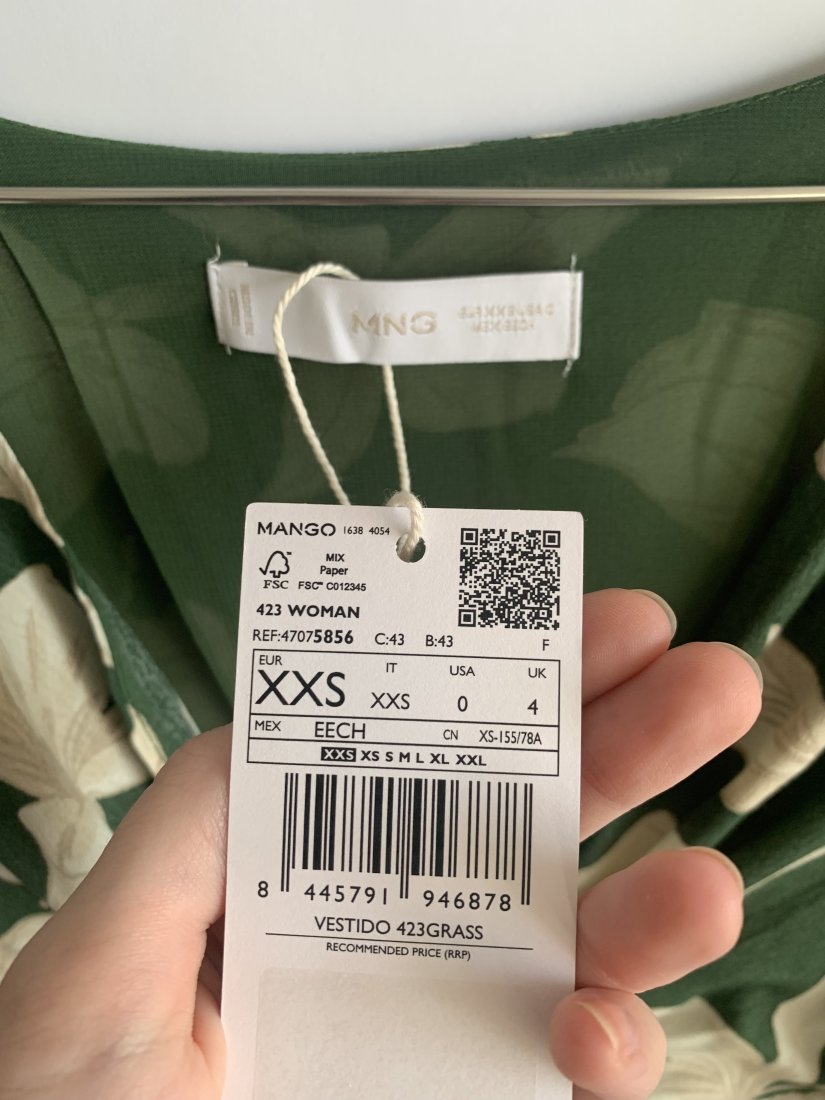 MNG
MANGO 1638 4054
MIX
Paper
FSC FSC™ C012345
423 WOMAN
REF:47075856 C:43 B:43 F
EUR IT USA UK
XXS XXS 0 4
MEX EECH CN XS-155/78A
XXS XS S M L XL XXL
8 445791 946878
VESTIDO 423GRASS
RECOMMENDED PRICE (RRP)